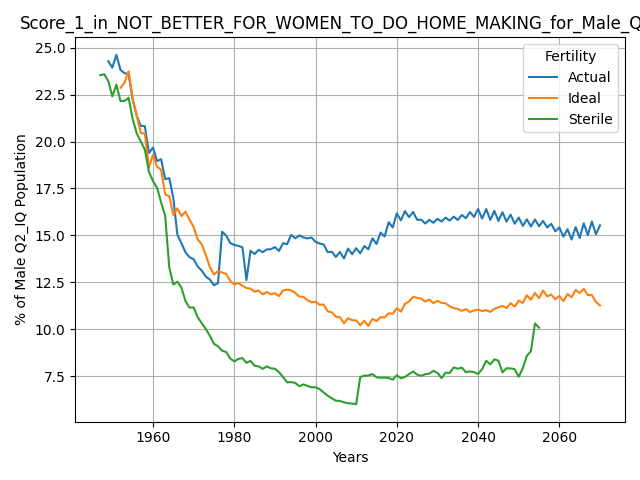 Score_1_in_NOT_BETTER_FOR_WOMEN_TO_DO_HOME_MAKING_for_Male_Q
25.0
22.5
20.0
17.5
15.0
12.5
10.0
7.5
% of Male Q2_IQ Population
Fertility
Actual
Ideal
Sterile
1960 1980 2000 2020 2040 2060
Years